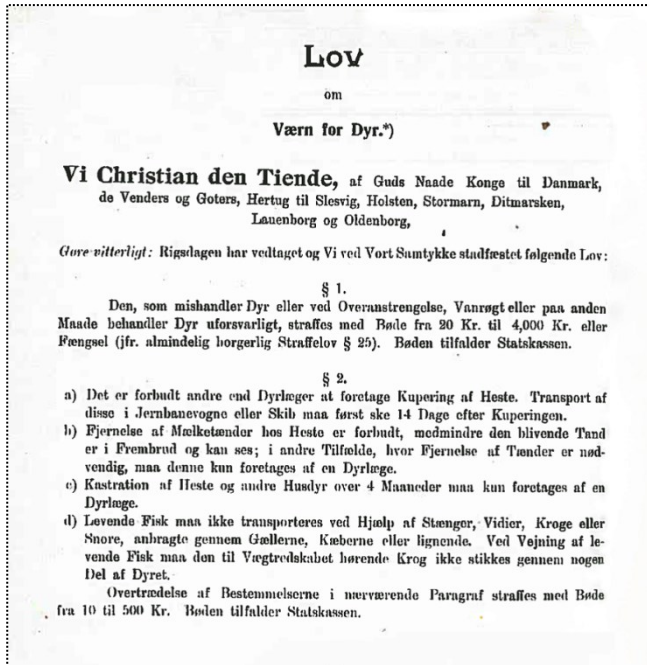 Lov
om
Værn for Dyr.*)
Vi Christian den Tiende, af Guds Naade Konge til Danmark,
de Venders og Goters, Hertug til Slesvig, Holsten, Stormarn, Ditmarsken,
Lauenborg og Oldenborg,
Gøre vitterligt: Rigsdagen har vedtaget og Vi ved Vort Samtykke stadfæstet følgende Lov:
§ 1.
Den, som mishandler Dyr eller ved Overanstrengelse, Vanrøgt eller paa anden
Maade behandler Dyr uforsvarligt, straffes med Bøde fra 20 Kr. til 4,000 Kr. eller
Fængsel (jfr. almindelig borgerlig Straffelov § 25). Bøden tilfalder Statskassen.
§ 2.
a) Det er forbudt andre end Dyrlæger at foretage Kupering af Heste. Transport af
disse i Jernbanevogne eller Skib maa først ske 14 Dage efter Kuperingen.
b) Fjernelse af Mælketænder hos Heste er forbudt, medmindre den blivende Tand
er i Frembrud og kan ses; i andre Tilfælde, hvor Fjernelse af Tænder er nød-
vendig, maa denne kun foretages af en Dyrlæge.
c) Kastration af Heste og andre Husdyr over 4 Maaneder maa kun foretages af en
Dyrlæge.
d) Levende Fisk maa ikke transporteres ved Hjælp af Stænger, Vidier, Kroge eller
Snore, anbragte gennem Gællerne, Kæberne eller lignende. Ved Vejning af le-
vende Fisk maa den til Vægtredskabet hørende Krog ikke stikkes gennem nogen
Del af Dyret.
Overtrædelse af Bestemmelserne i nærværende Paragraf straffes med Bøde
fra 10 til 500 Kr. Bøden tilfalder Statskassen.